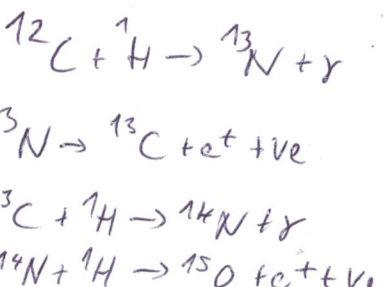 ¹²C + ¹H → ¹³N + γ
³N → ¹³C + e⁺ + νe
³C + ¹H → ¹⁴N + γ
¹⁴N + ¹H → ¹⁵O + e⁺ + ν